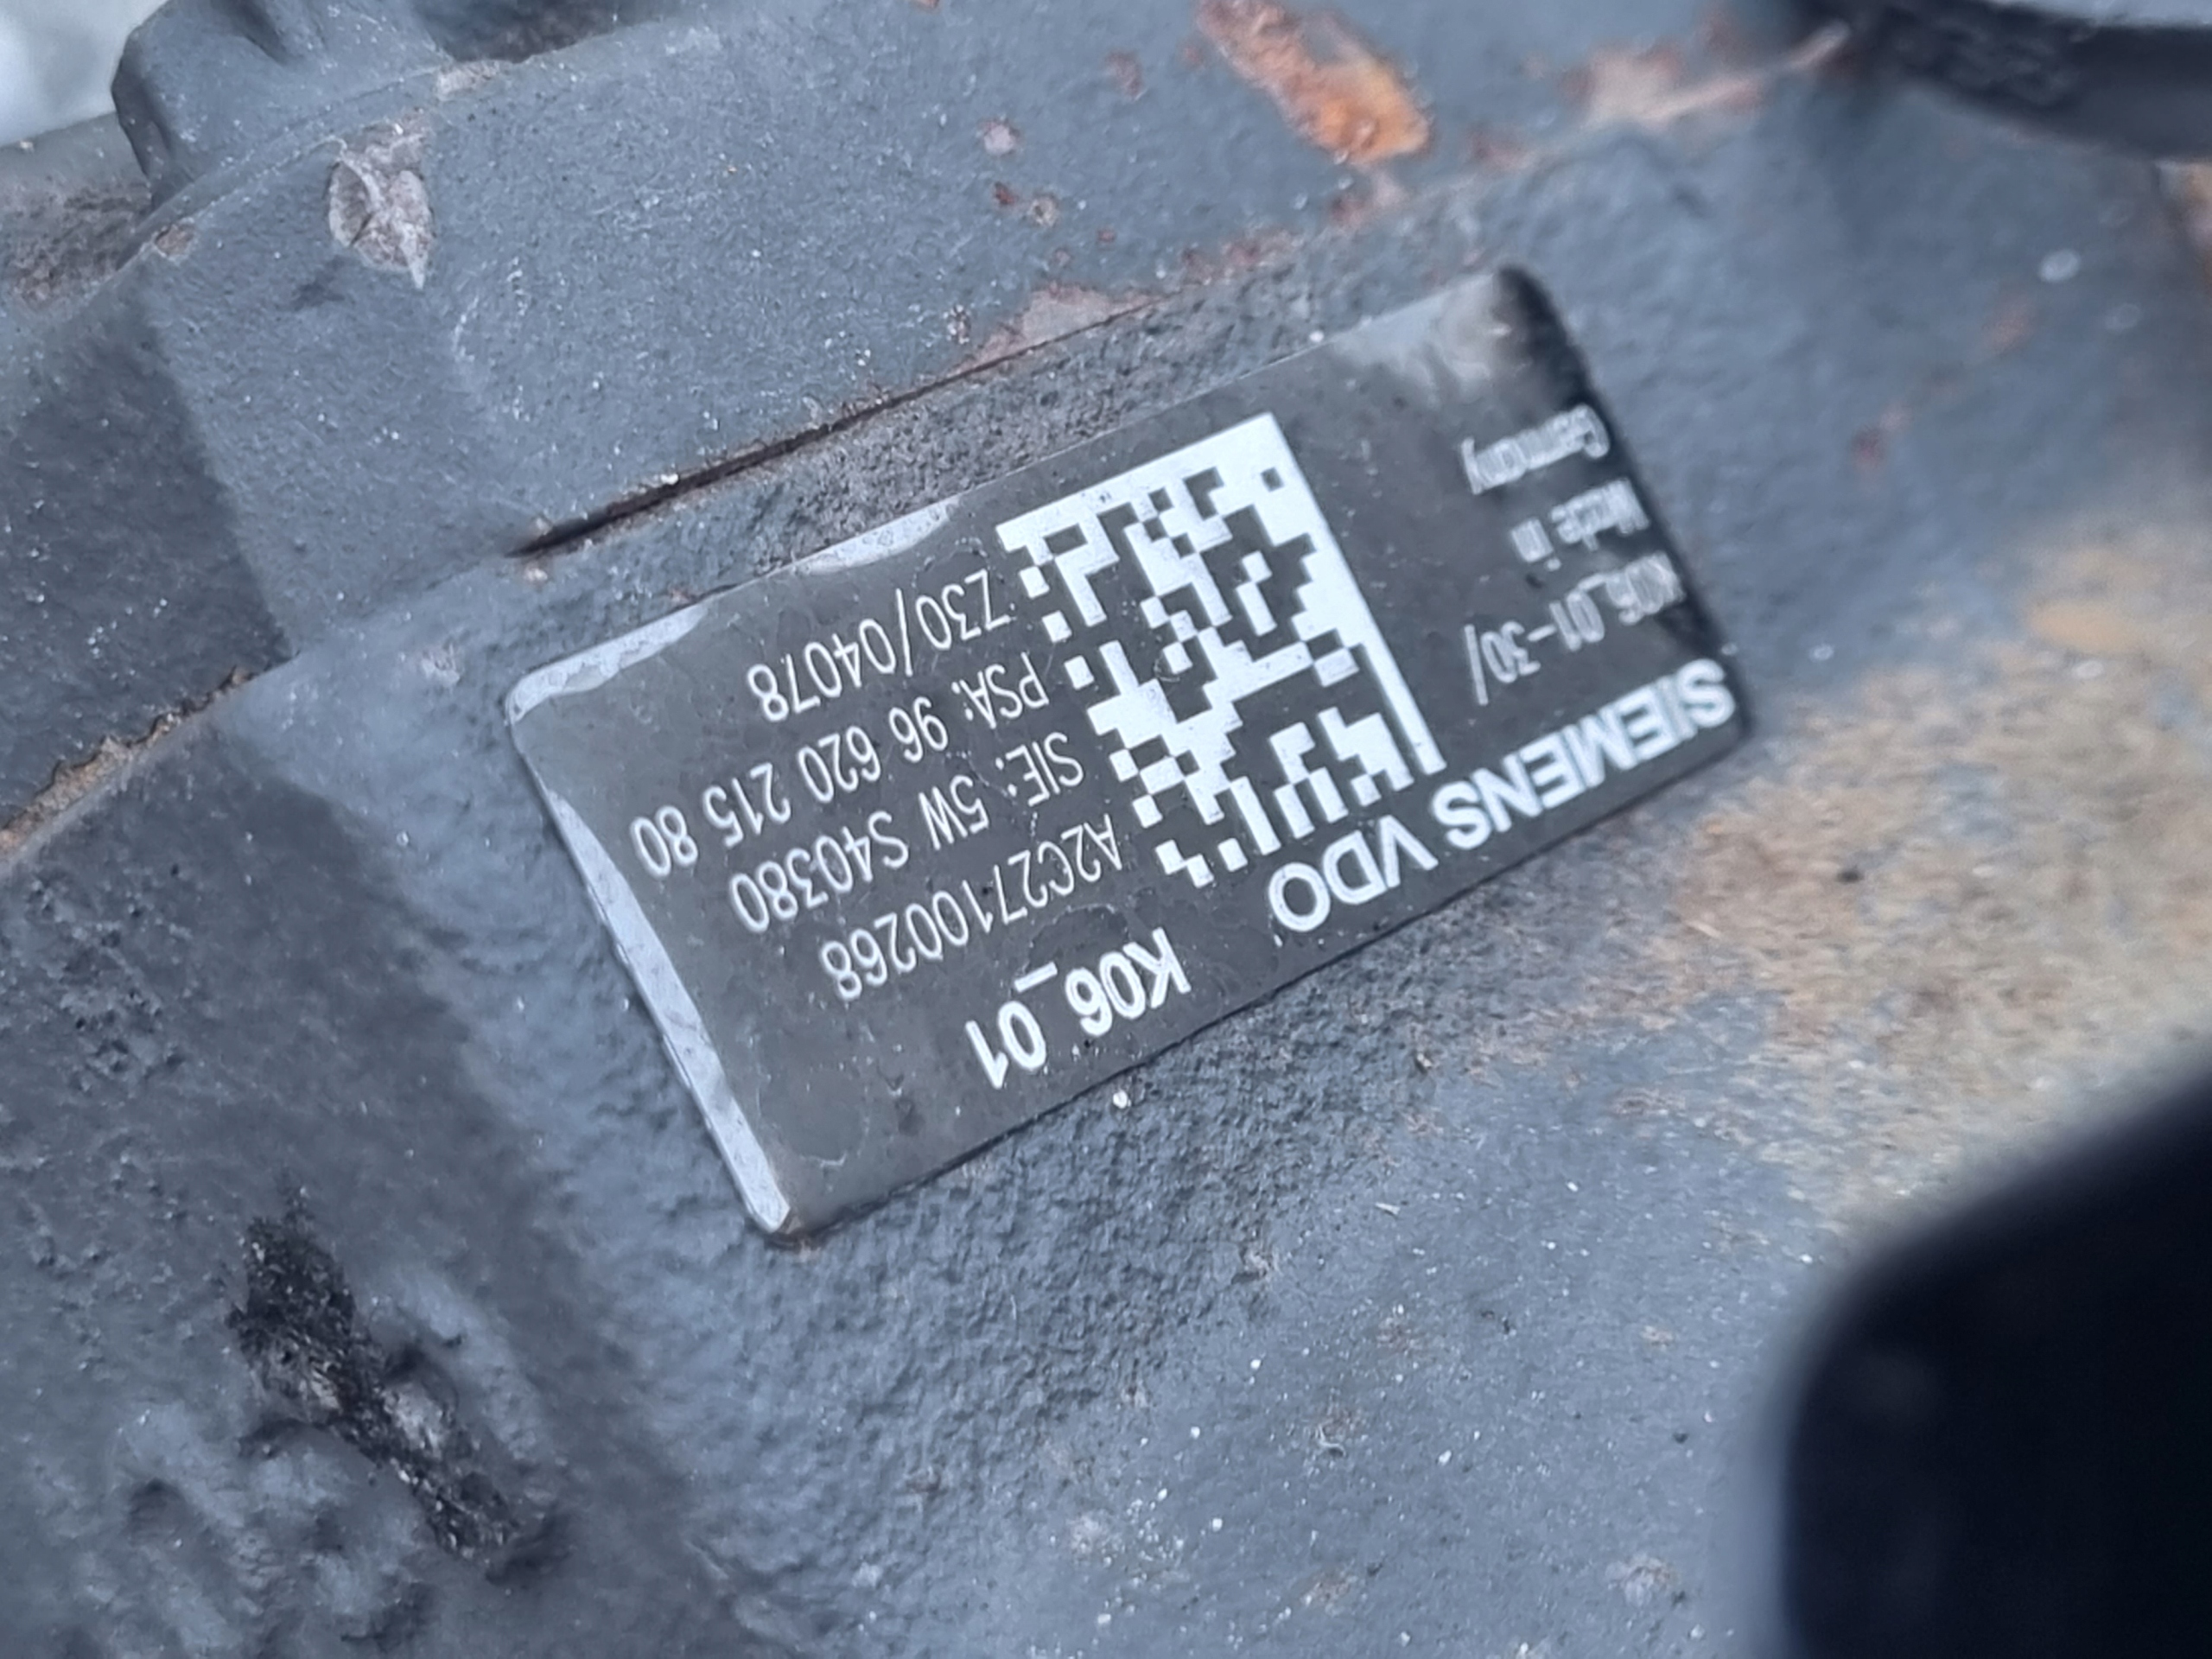 SIEMENS VDO
K06_01
K06_01-30/
Made in
Germany
A2C27100268
SIE: 5W S40380
PSA: 96 620 215 80
Z30/04078